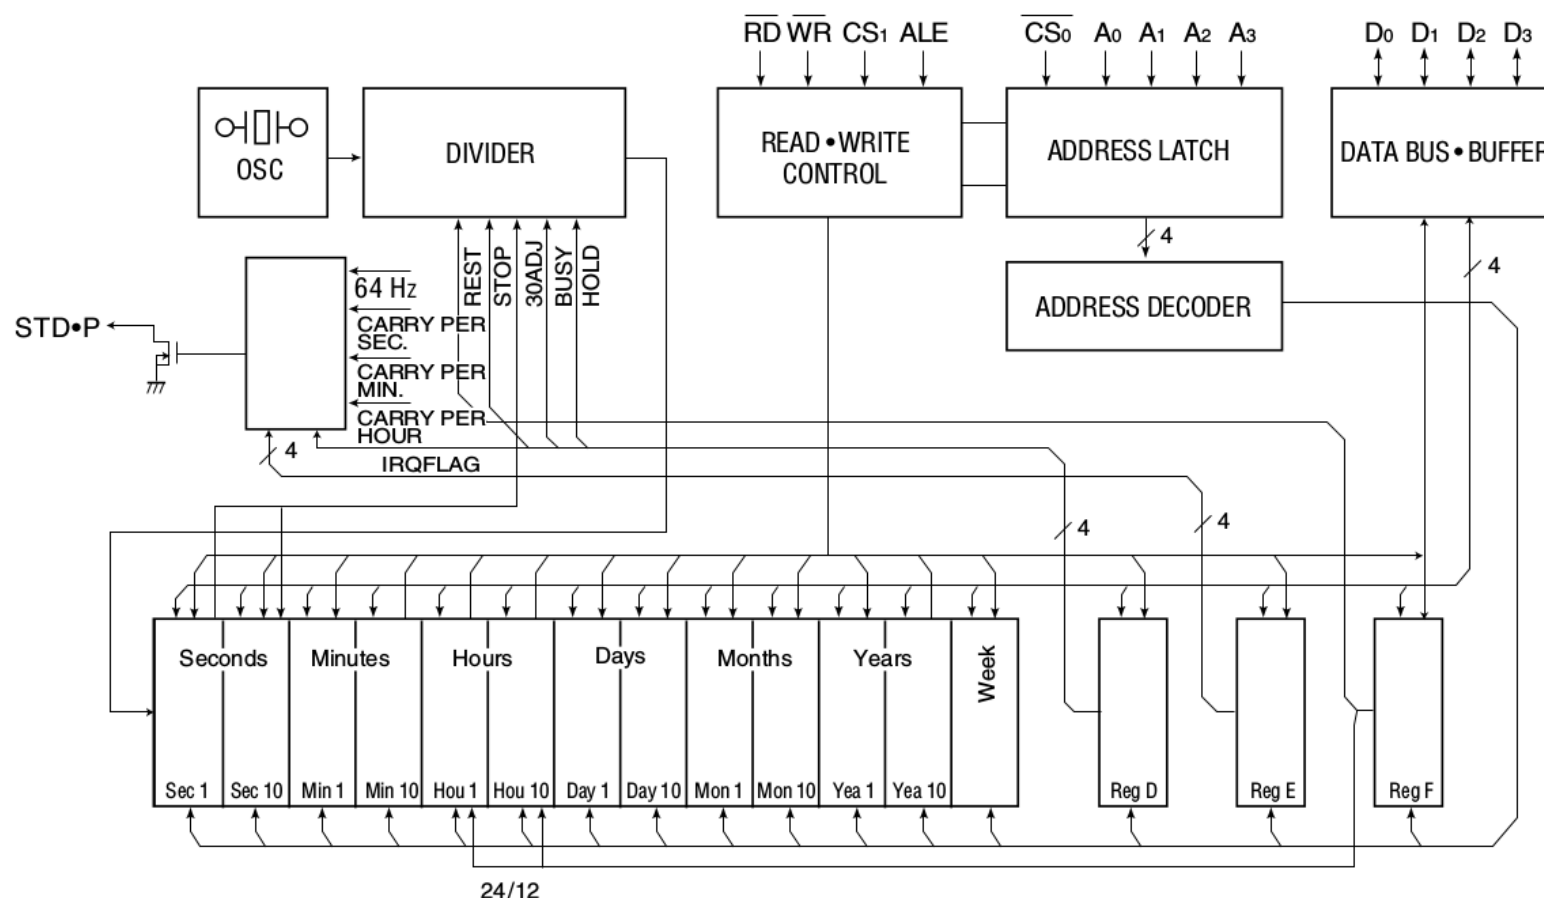 RD WR CS1 ALE
CS0 A0 A1 A2 A3
D0 D1 D2 D3
OSC
DIVIDER
READ•WRITE
CONTROL
ADDRESS LATCH
DATA BUS•BUFFER
4
ADDRESS DECODER
4
REST
STOP
30ADJ
BUSY
HOLD
64 Hz
CARRY PER
SEC.
CARRY PER
MIN.
CARRY PER
HOUR
STD•P
4
IRQFLAG
4
4
Seconds
Minutes
Hours
Days
Months
Years
Week
Sec 1
Sec 10
Min 1
Min 10
Hou 1
Hou 10
Day 1
Day 10
Mon 1
Mon 10
Yea 1
Yea 10
Reg D
Reg E
Reg F
24/12